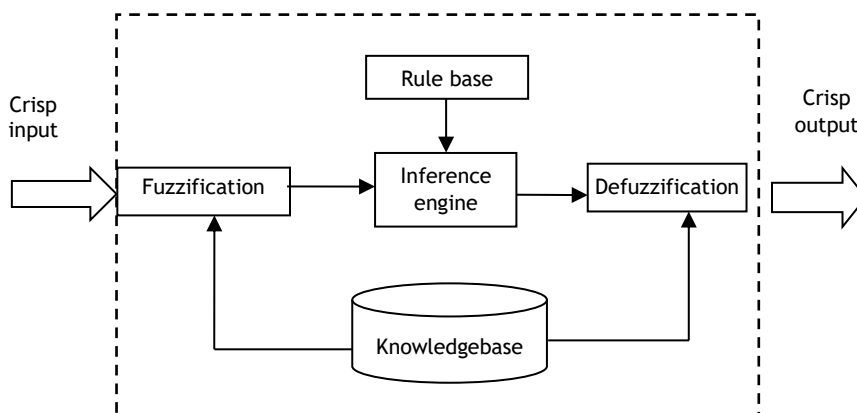 Rule base
Crisp
input
Crisp
output
Fuzzification
Inference
engine
Defuzzification
Knowledgebase